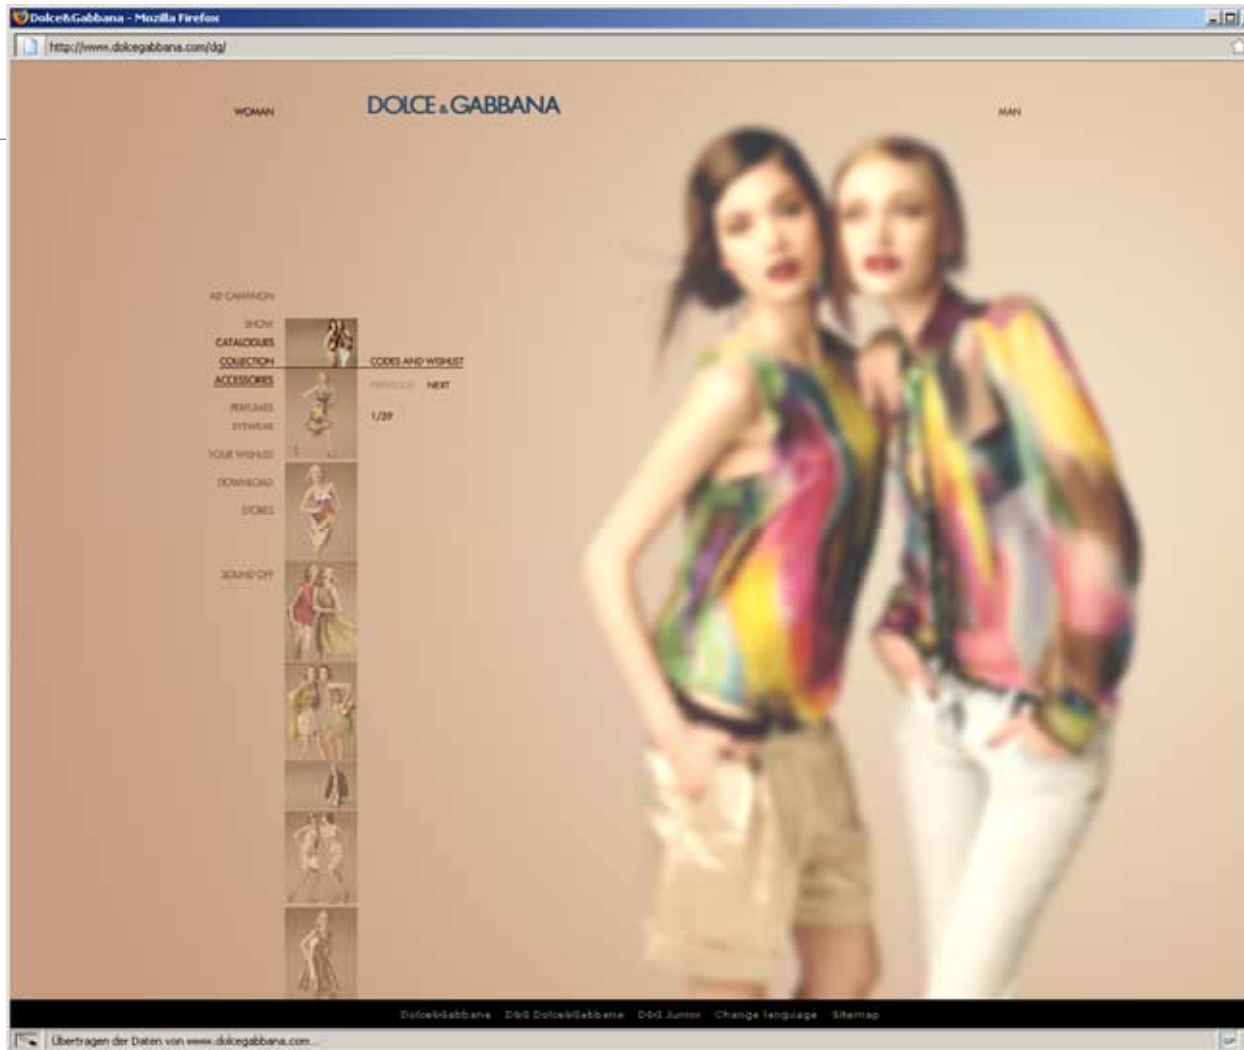 Dolce&Gabbana - Mozilla Firefox
http://www.dolcegabbana.com/dg/
WOMAN
DOLCE & GABBANA
MAN
AD CAMPAIGN
SHOW
CATALOGUES
COLLECTION
CODES AND WISHLIST
ACCESSORIES
PREVIOUS NEXT
PERFUMES
1/39
EYEWEAR
YOUR WISHLIST
DOWNLOAD
STORES
SOUND OFF
Dolce&Gabbana D&G Dolce&Gabbana D&G Junior Change language Sitemap
Übertragen der Daten von www.dolcegabbana.com...